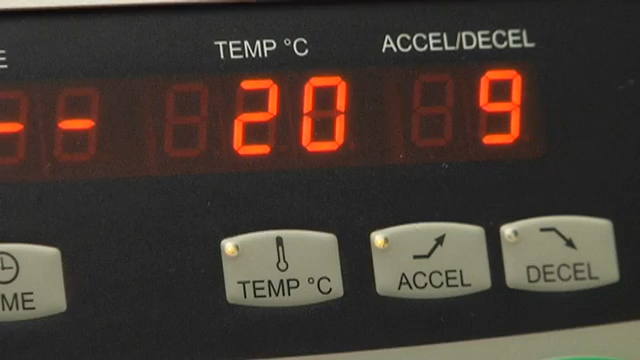 E TEMP °C ACCEL/DECEL
-- 20 9
TEMP °C ACCEL DECEL
ME